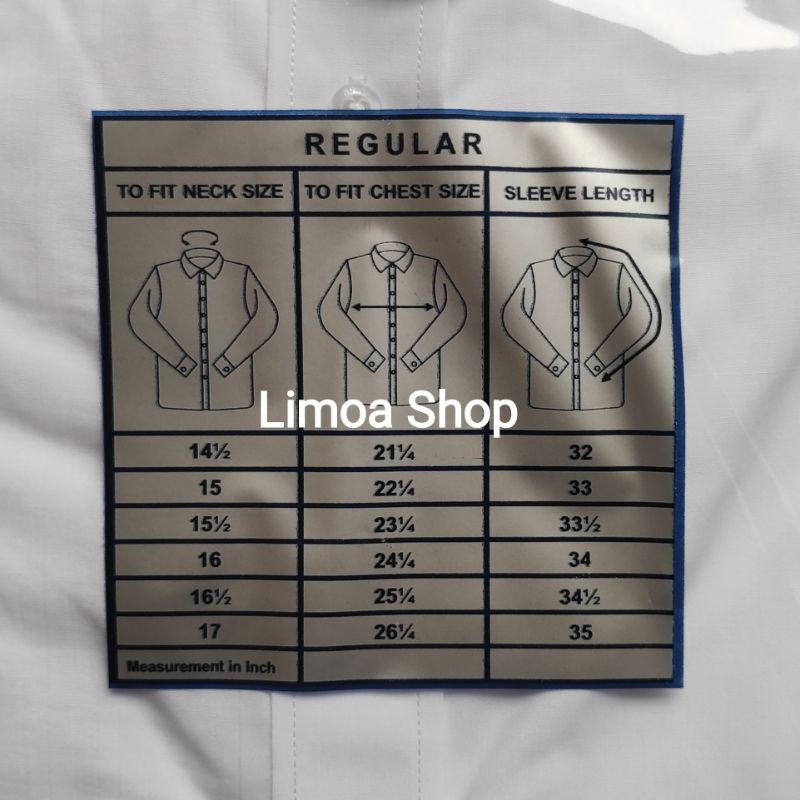 REGULAR
TO FIT NECK SIZE TO FIT CHEST SIZE SLEEVE LENGTH
Limoa Shop
14½ 21¼ 32
15 22¼ 33
15½ 23¼ 33½
16 24¼ 34
16½ 25¼ 34½
17 26¼ 35
Measurement in Inch